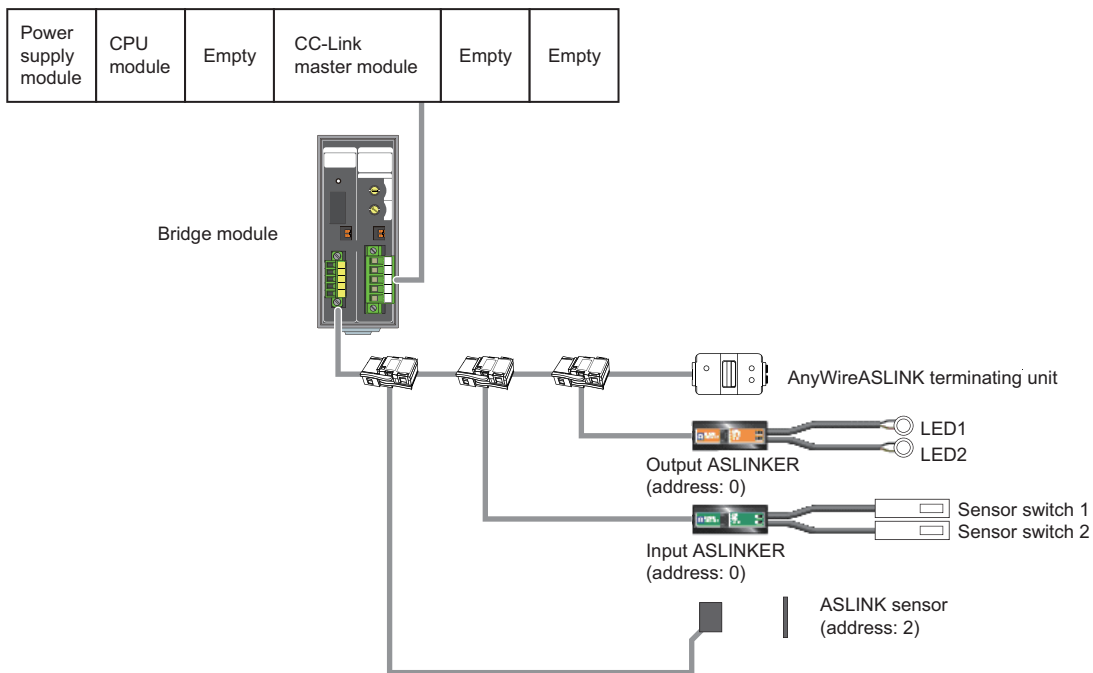 Power
supply
module
CPU
module
Empty
CC-Link
master module
Empty
Empty
Bridge module
AnyWireASLINK terminating unit
LED1
LED2
Output ASLINKER
(address: 0)
Sensor switch 1
Sensor switch 2
Input ASLINKER
(address: 0)
ASLINK sensor
(address: 2)